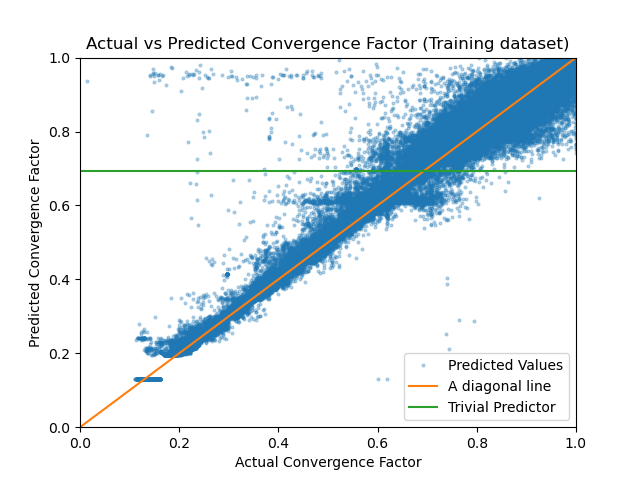 Actual vs Predicted Convergence Factor (Training dataset)
Predicted Convergence Factor
1.0
0.8
0.6
0.4
0.2
0.0
Predicted Values
A diagonal line
Trivial Predictor
0.0 0.2 0.4 0.6 0.8 1.0
Actual Convergence Factor